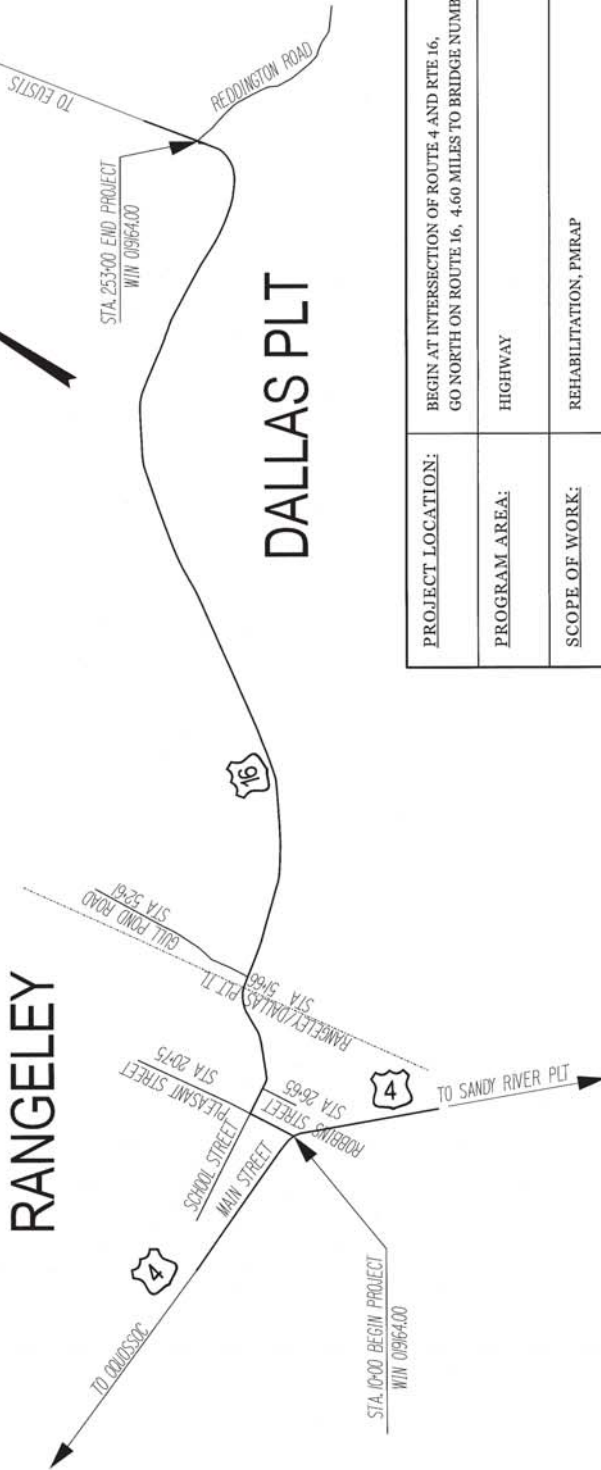 RANGELEY
DALLAS PLT
TO EUSTIS
REDDINGTON ROAD
STA. 253+00 END PROJECT
WIN 019164.00
16
GULL POND ROAD
STA 52+61
RANGELEY/DALLAS PLT. TL
STA 51+66
PLEASANT STREET
STA 20+75
SCHOOL STREET
ROBBINS STREET
STA 26+65
MAIN STREET
4
TO SANDY RIVER PLT
4
TO OQUOSSOC
STA. 10+00 BEGIN PROJECT
WIN 019164.00
PROJECT LOCATION:
BEGIN AT INTERSECTION OF ROUTE 4 AND RTE 16,
GO NORTH ON ROUTE 16, 4.60 MILES TO BRIDGE
PROGRAM AREA:
HIGHWAY
SCOPE OF WORK:
REHABILITATION, PMRAP